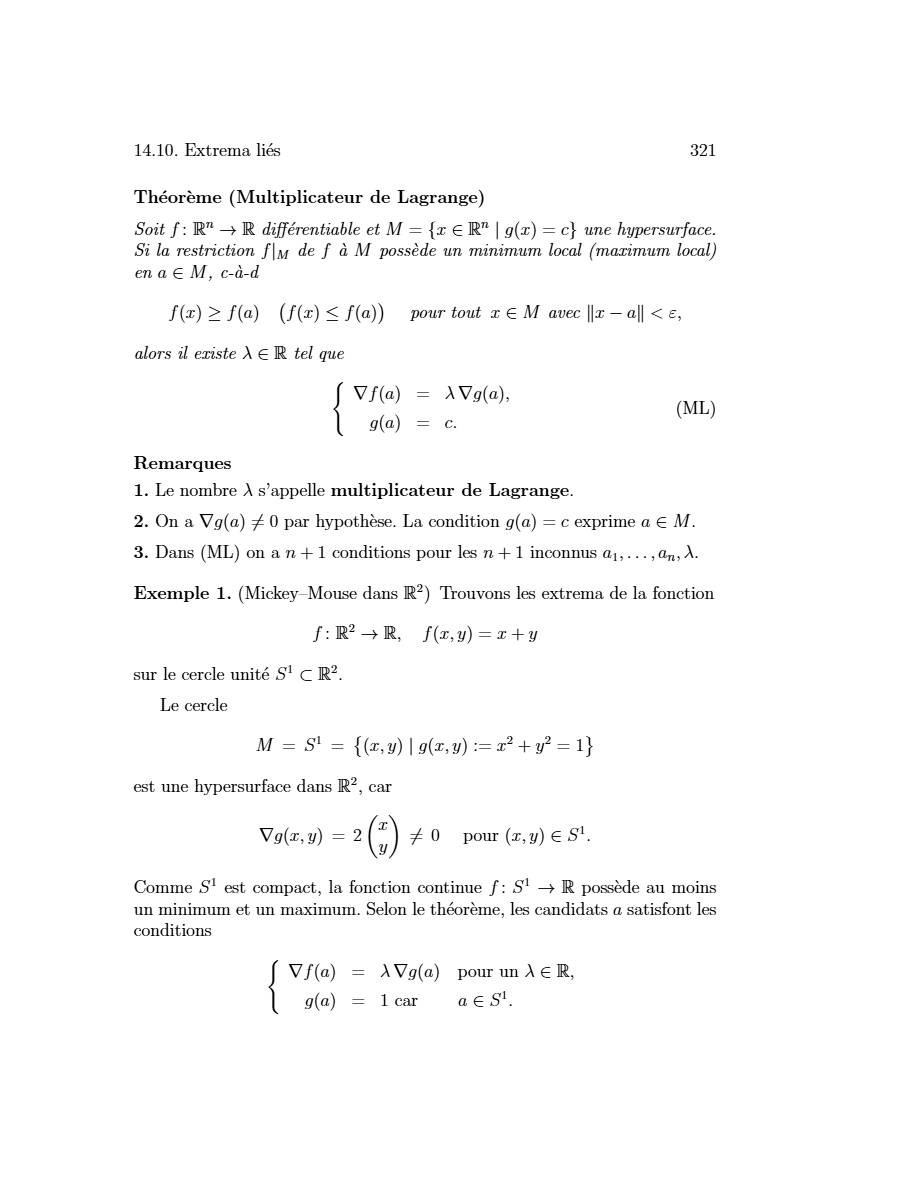 14.10. Extrema liés 321
Théorème (Multiplicateur de Lagrange)
Soit f : ℝⁿ → ℝ différentiable et M = {x ∈ ℝⁿ | g(x) = c} une hypersurface.
Si la restriction f|_M de f à M possède un minimum local (maximum local)
en a ∈ M, c-à-d
f(x) ≥ f(a) (f(x) ≤ f(a)) pour tout x ∈ M avec ‖x − a‖ < ε,
alors il existe λ ∈ ℝ tel que
{ ∇f(a) = λ ∇g(a),
g(a) = c. (ML)
Remarques
1. Le nombre λ s'appelle multiplicateur de Lagrange.
2. On a ∇g(a) ≠ 0 par hypothèse. La condition g(a) = c exprime a ∈ M.
3. Dans (ML) on a n + 1 conditions pour les n + 1 inconnus a₁, . . . , aₙ, λ.
Exemple 1. (Mickey–Mouse dans ℝ²) Trouvons les extrema de la fonction
f : ℝ² → ℝ, f(x, y) = x + y
sur le cercle unité S¹ ⊂ ℝ².
Le cercle
M = S¹ = {(x, y) | g(x, y) := x² + y² = 1}
est une hypersurface dans ℝ², car
∇g(x, y) = 2 (x y) ≠ 0 pour (x, y) ∈ S¹.
Comme S¹ est compact, la fonction continue f : S¹ → ℝ possède au moins
un minimum et un maximum. Selon le théorème, les candidats a satisfont les
conditions
{ ∇f(a) = λ ∇g(a) pour un λ ∈ ℝ,
g(a) = 1 car a ∈ S¹.